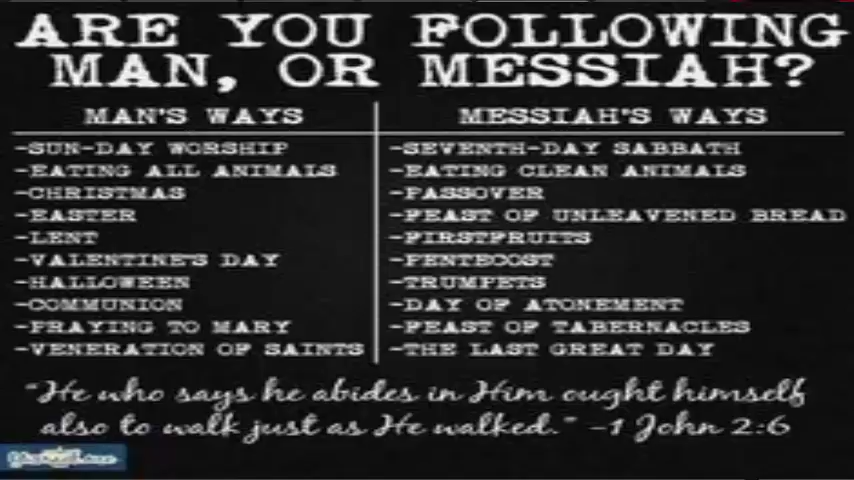 ARE YOU FOLLOWING
MAN, OR MESSIAH?
MAN'S WAYS
-SUN-DAY WORSHIP
-EATING ALL ANIMALS
-CHRISTMAS
-EASTER
-LENT
-VALENTINE'S DAY
-HALLOWEEN
-COMMUNION
-PRAYING TO MARY
-VENERATION OF SAINTS
MESSIAH'S WAYS
-SEVENTH-DAY SABBATH
-EATING CLEAN ANIMALS
-PASSOVER
-FEAST OF UNLEAVENED BREAD
-FIRSTFRUITS
-PENTECOST
-TRUMPETS
-DAY OF ATONEMENT
-FEAST OF TABERNACLES
-THE LAST GREAT DAY
"He who says he abides in Him ought himself
also to walk just as He walked." -1 John 2:6